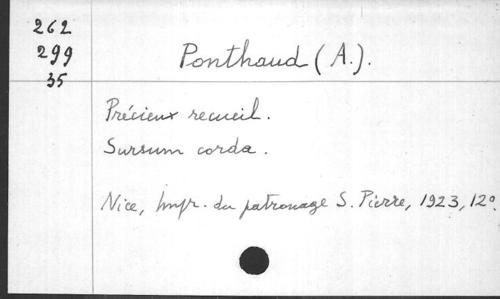 262
299
35
Ponthaud (A.).
Précieux recueil.
Sursum corda.
Nice, Impr. du patronage S. Pierre, 1923, 12°.